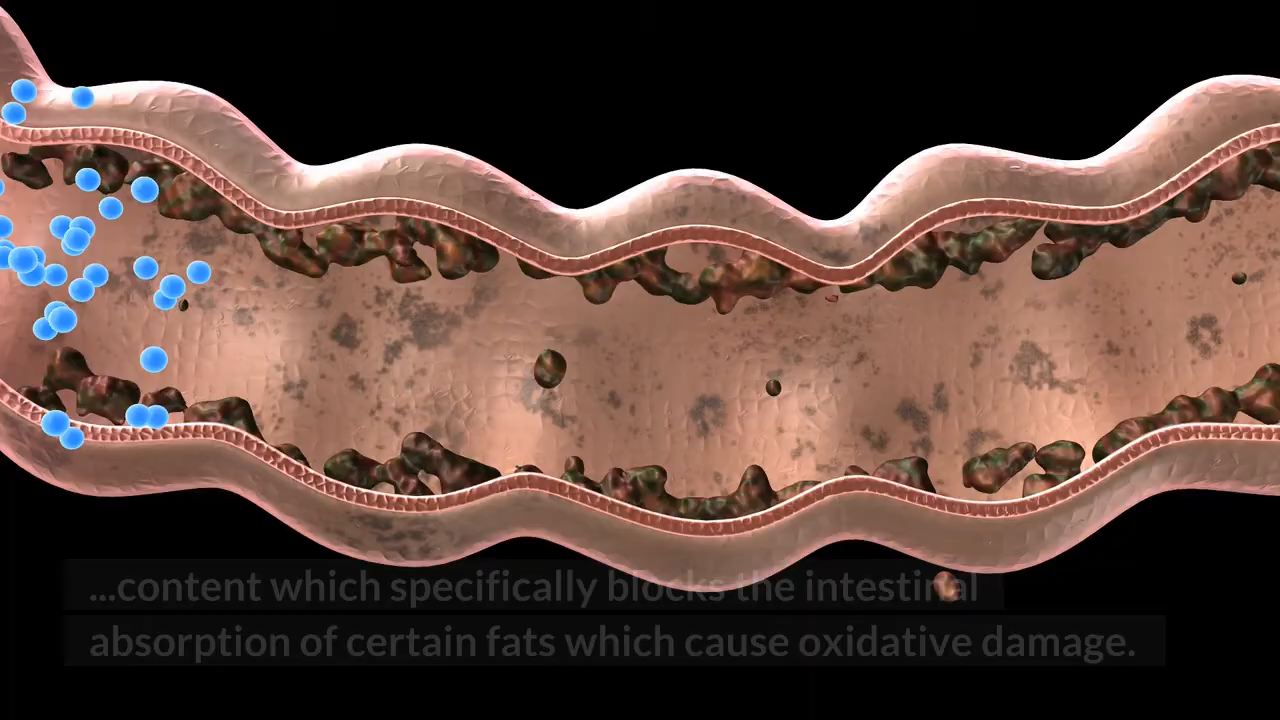 ...content which specifically blocks the intestinal
absorption of certain fats which cause oxidative damage.